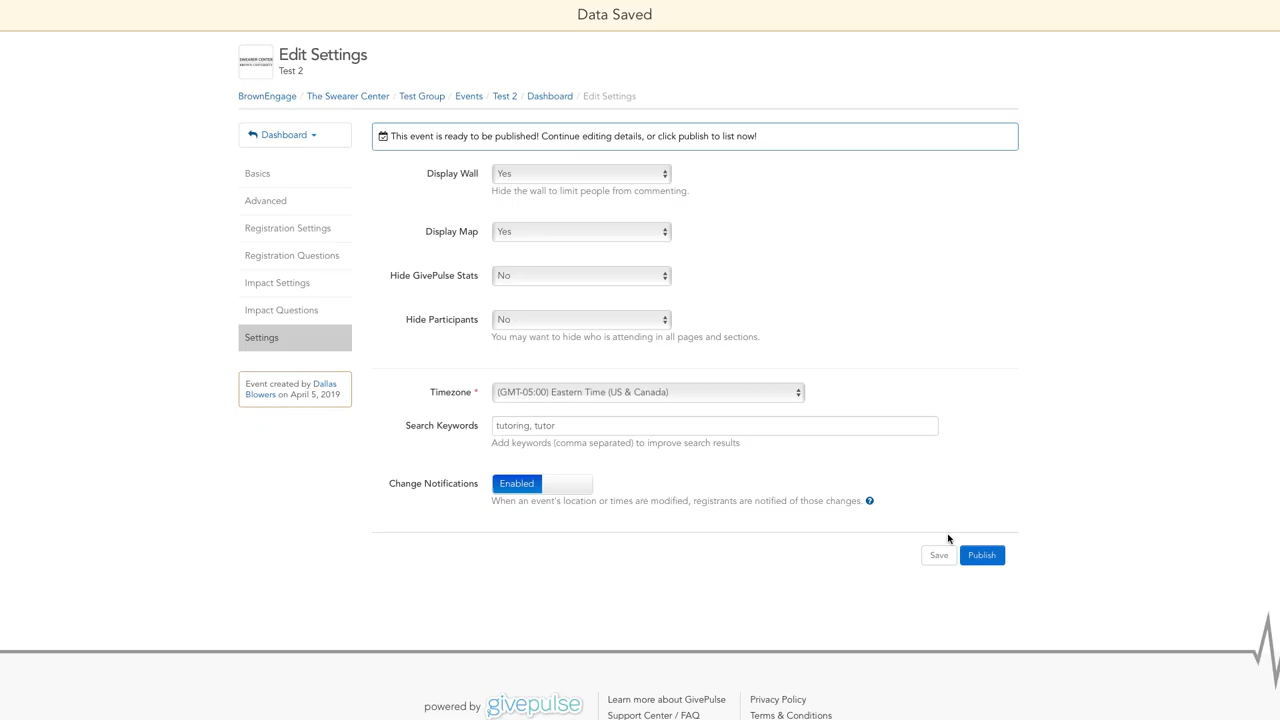 Data Saved
SWEARER CENTER
BROWN UNIVERSITY
Edit Settings
Test 2
BrownEngage / The Swearer Center / Test Group / Events / Test 2 / Dashboard / Edit Settings
Dashboard
This event is ready to be published! Continue editing details, or click publish to list now!
Basics
Advanced
Registration Settings
Registration Questions
Impact Settings
Impact Questions
Settings
Event created by Dallas
Blowers on April 5, 2019
Display Wall Yes
Hide the wall to limit people from commenting.
Display Map Yes
Hide GivePulse Stats No
Hide Participants No
You may want to hide who is attending in all pages and sections.
Timezone * (GMT-05:00) Eastern Time (US & Canada)
Search Keywords tutoring, tutor
Add keywords (comma separated) to improve search results
Change Notifications Enabled
When an event's location or times are modified, registrants are notified of those changes. ?
Save Publish
powered by givepulse
Learn more about GivePulse
Support Center / FAQ
Privacy Policy
Terms & Conditions